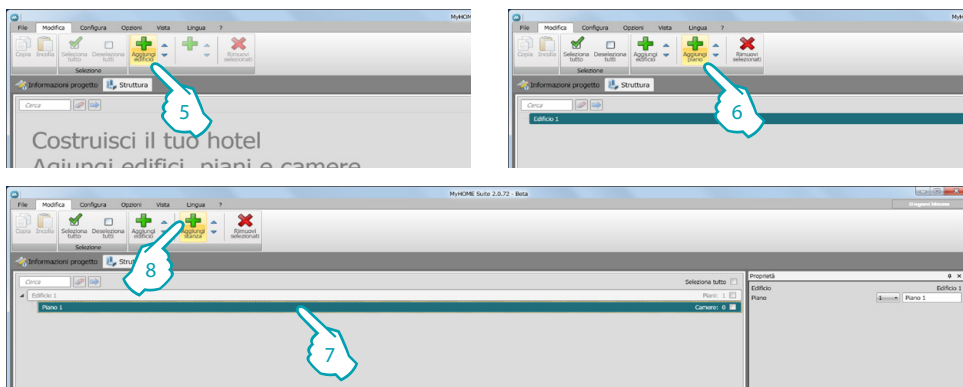 MyHOM
File Modifica Configura Opzioni Vista Lingua ?
Copia Incolla Seleziona tutto Deseleziona tutti Aggiungi edificio Rimuovi selezionati
Selezione
Informazioni progetto Struttura
Cerca
5
Costruisci il tuo hotel
Agiungi edifici, piani e camere
MyH
File Modifica Configura Opzioni Vista Lingua ?
Copia Incolla Seleziona tutto Deseleziona tutti Aggiungi edificio Aggiungi piano Rimuovi selezionati
Selezione
Informazioni progetto Struttura
Cerca
Edificio 1
6
MyHOME Suite 2.0.72 - Beta
File Modifica Configura Opzioni Vista Lingua ?
Copia Incolla Seleziona tutto Deseleziona tutti Aggiungi edificio Aggiungi stanza Rimuovi selezionati
Selezione
Informazioni progetto Stru
8
Cerca Seleziona tutto
Edificio 1 Piani: 1
Piano 1 Camere: 0
7
Proprietà
Edificio Edificio 1
Piano 1 Piano 1